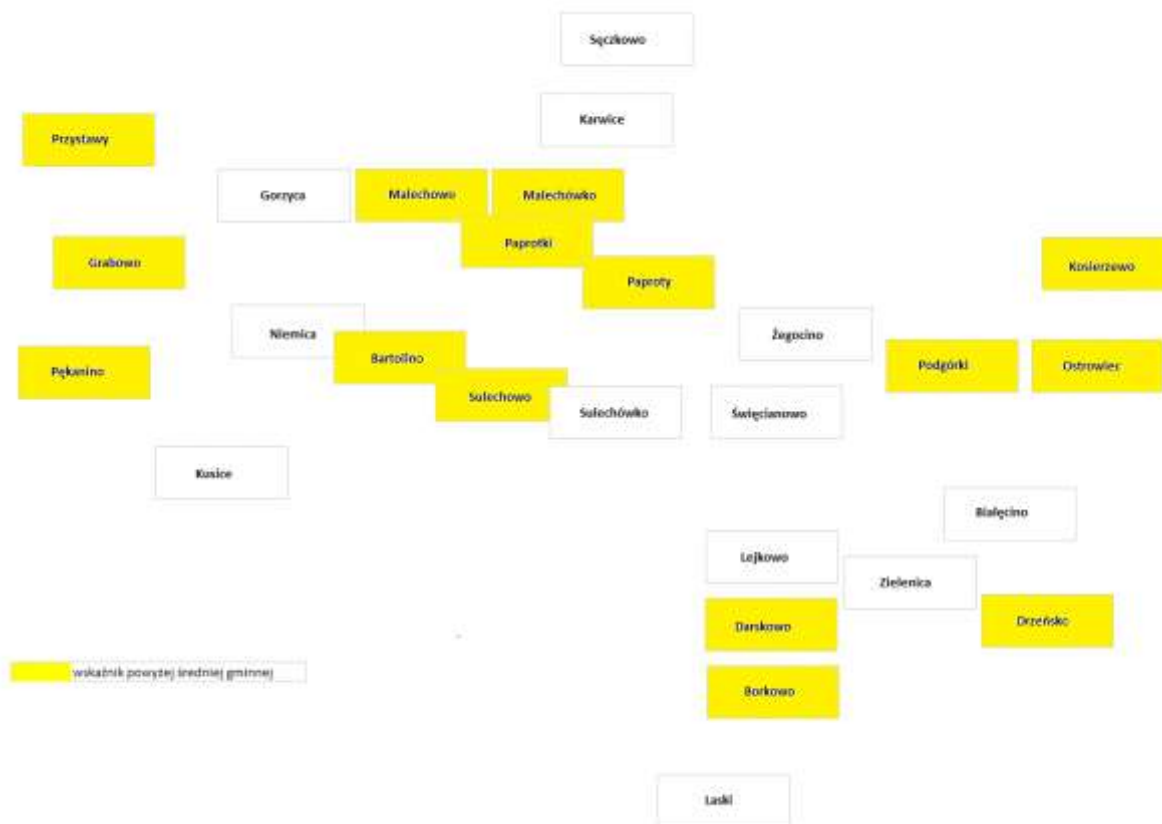 Sęczkowo
Karwice
Przystawy
Gorzyca
Malechowo
Malechówko
Paprotki
Grabowo
Kosierzewo
Paproty
Niemica
Żegocino
Bartolino
Podgórki
Ostrowiec
Pękanino
Sulechowo
Sulechówko
Święcianowo
Kusice
Białęcino
Lejkowo
Zielenica
Darskowo
Drzeńsko
wskaźnik powyżej średniej gminnej
Borkowo
Laski